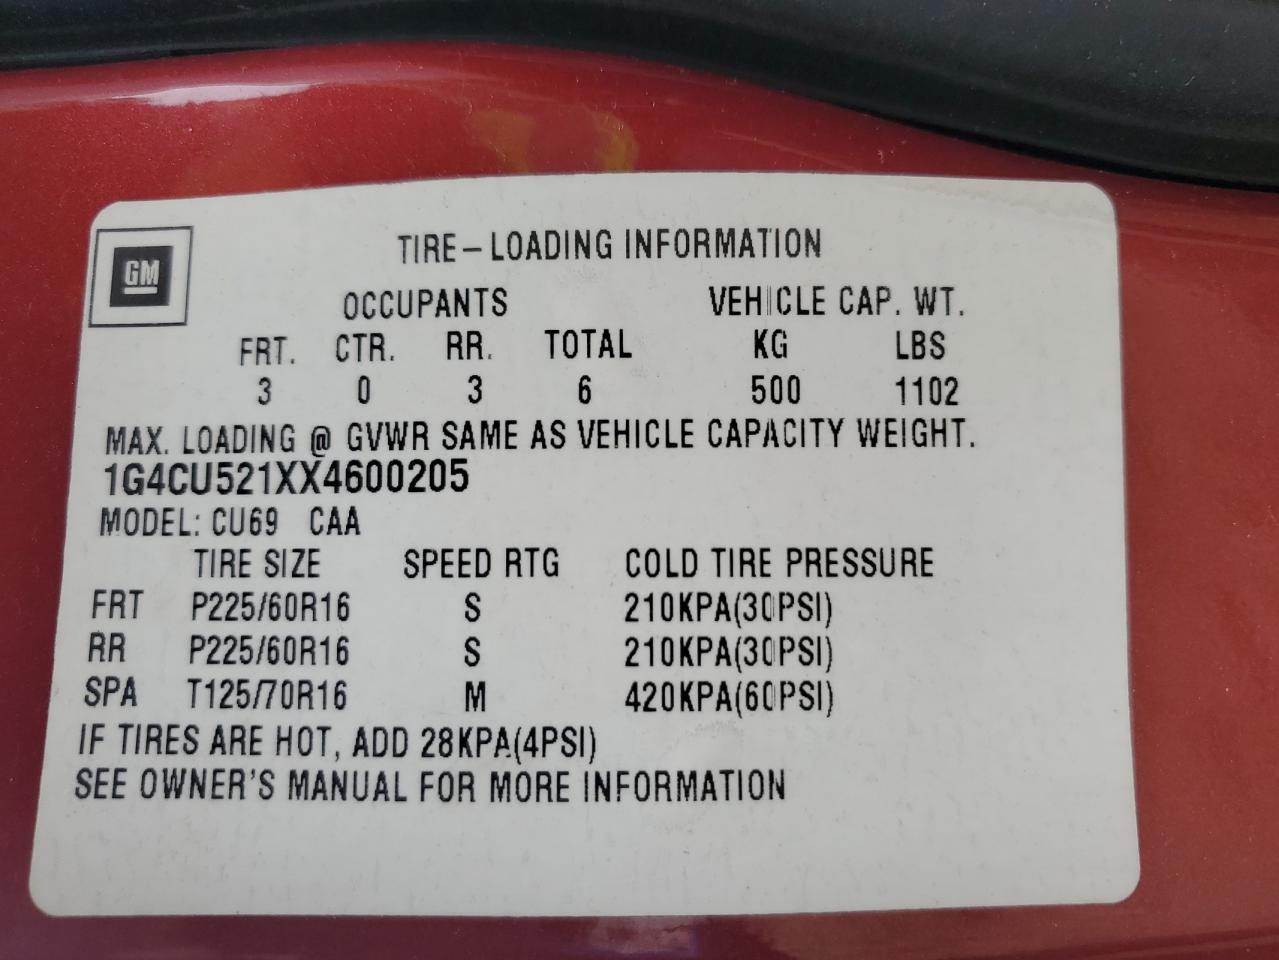 GM
TIRE-LOADING INFORMATION
OCCUPANTS VEHICLE CAP. WT.
FRT. CTR. RR. TOTAL KG LBS
3 0 3 6 500 1102
MAX. LOADING @ GVWR SAME AS VEHICLE CAPACITY WEIGHT.
1G4CU521XX4600205
MODEL: CU69 CAA
TIRE SIZE SPEED RTG COLD TIRE PRESSURE
FRT P225/60R16 S 210KPA(30PSI)
RR P225/60R16 S 210KPA(30PSI)
SPA T125/70R16 M 420KPA(60PSI)
IF TIRES ARE HOT, ADD 28KPA(4PSI)
SEE OWNER'S MANUAL FOR MORE INFORMATION